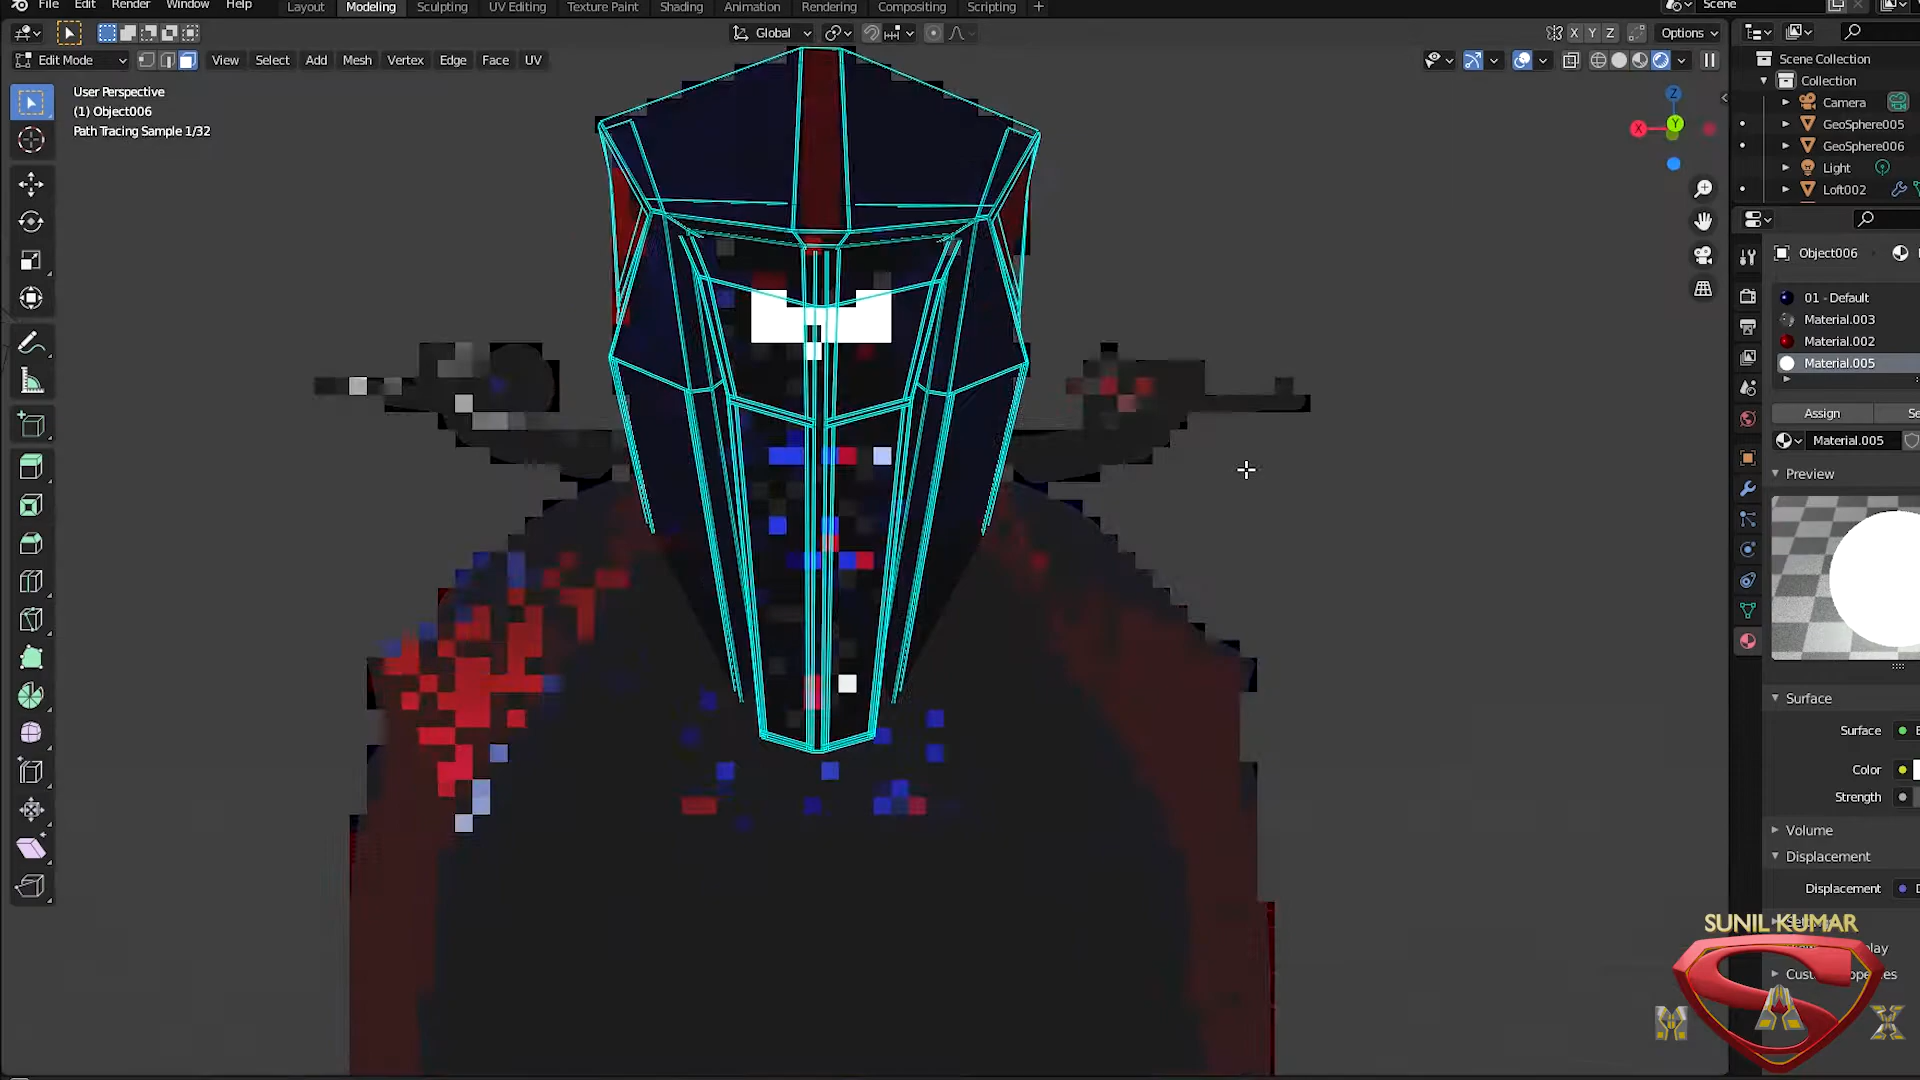 File Edit Render Window Help
Layout Modeling Sculpting UV Editing Texture Paint Shading Animation Rendering Compositing Scripting +
Scene
Global
X Y Z
Options
Edit Mode
View Select Add Mesh Vertex Edge Face UV
User Perspective
(1) Object006
Path Tracing Sample 1/32
Z
X
Y
Scene Collection
Collection
Camera
GeoSphere005
GeoSphere006
Light
Loft002
Object006
01 - Default
Material.003
Material.002
Material.005
Assign
Material.005
Preview
Surface
Surface
Color
Strength
Volume
Displacement
Displacement
SUNIL KUMAR
S
M A X